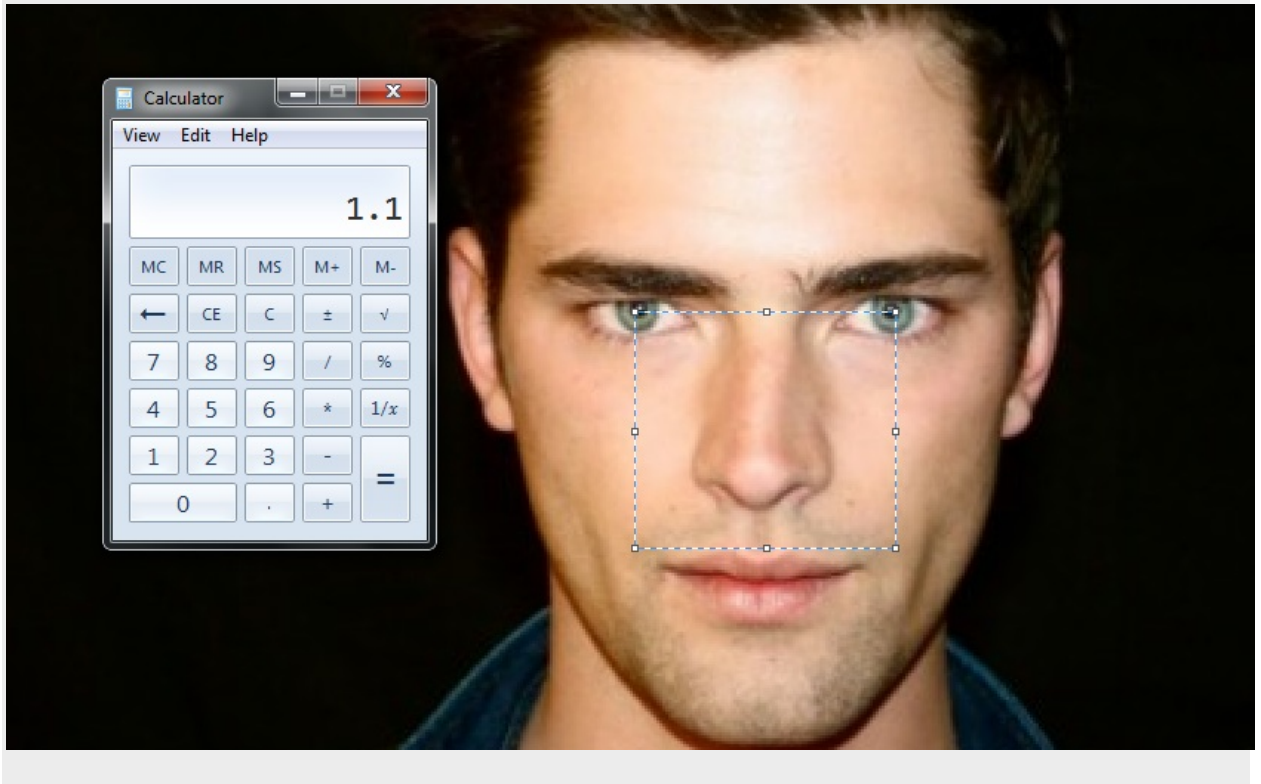 Calculator
View Edit Help
1.1
MC MR MS M+ M-
← CE C ± √
7 8 9 / %
4 5 6 * 1/x
1 2 3 -
=
0 . +